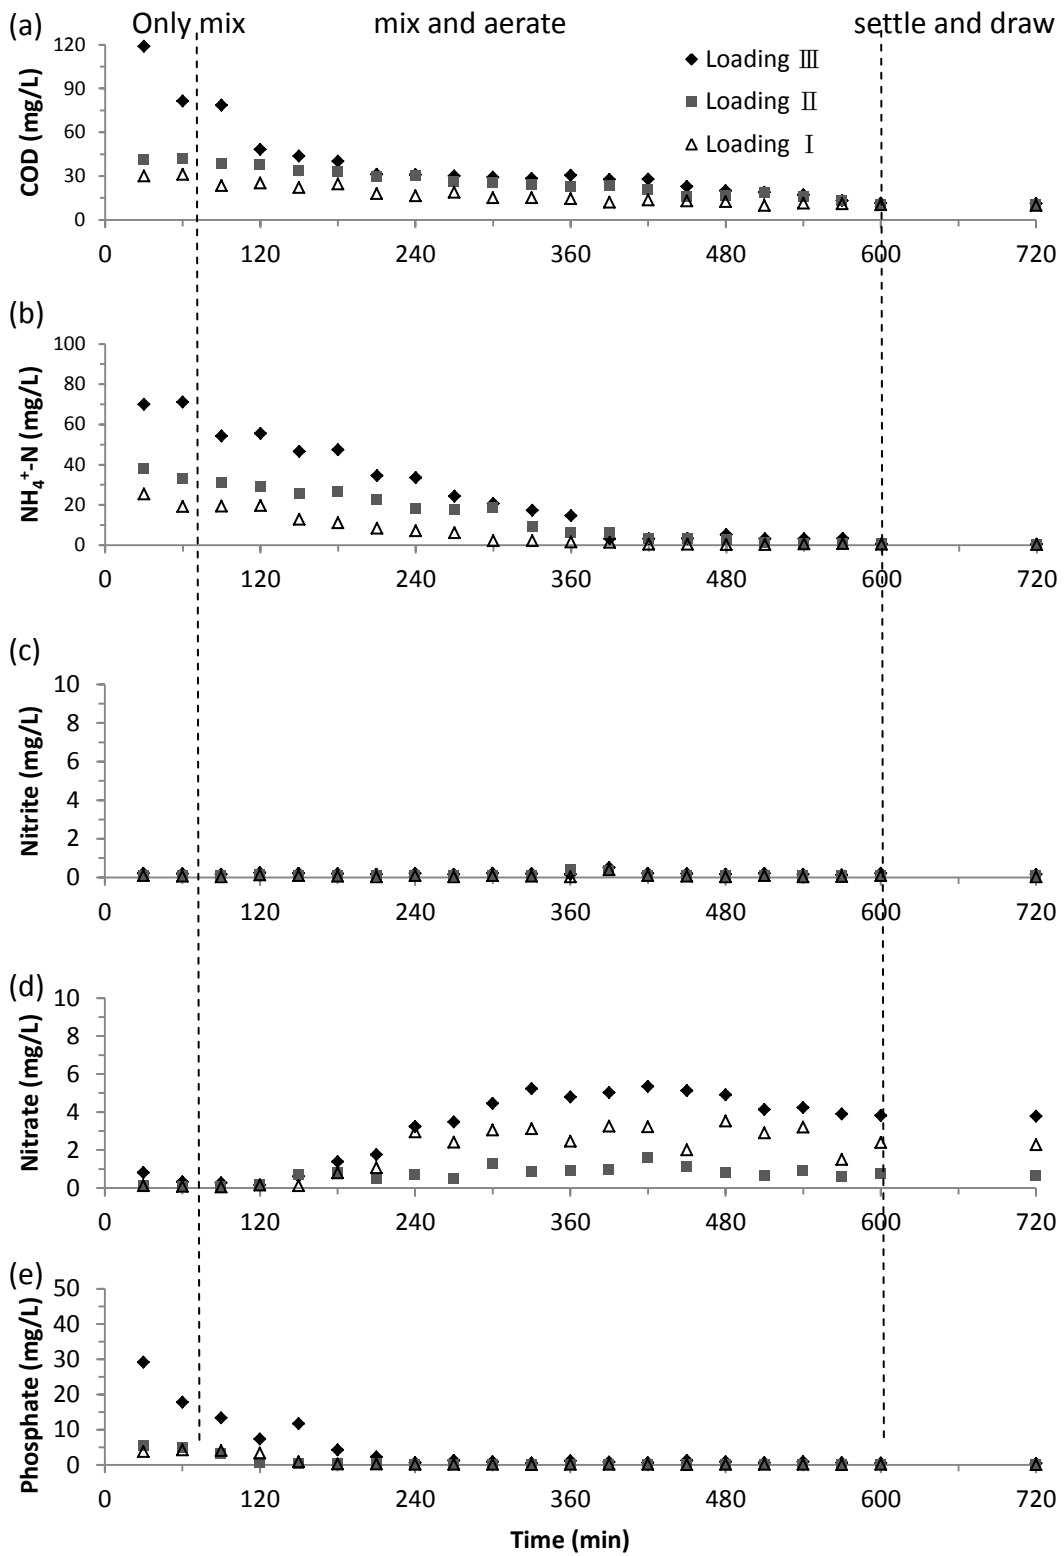 (a) Only mix mix and aerate settle and draw
COD (mg/L)
120
90
60
30
0
◆ Loading Ⅲ
■ Loading Ⅱ
△ Loading Ⅰ
0 120 240 360 480 600 720
(b)
NH₄⁺-N (mg/L)
100
80
60
40
20
0
0 120 240 360 480 600 720
(c)
Nitrite (mg/L)
10
8
6
4
2
0
0 120 240 360 480 600 720
(d)
Nitrate (mg/L)
10
8
6
4
2
0
0 120 240 360 480 600 720
(e)
Phosphate (mg/L)
50
40
30
20
10
0
0 120 240 360 480 600 720
Time (min)